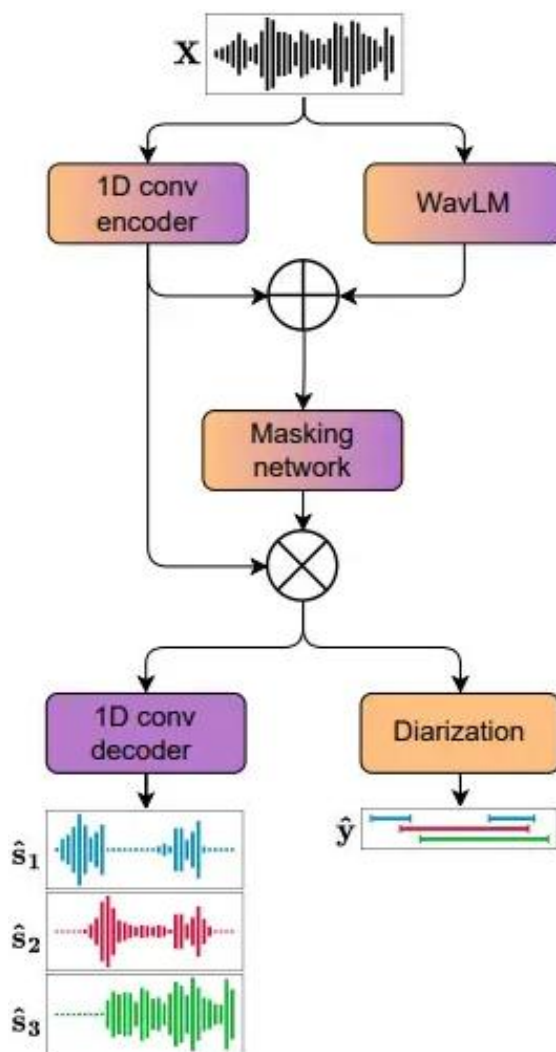 X
1D conv
encoder
WavLM
Masking
network
1D conv
decoder
Diarization
ŝ₁
ŷ
ŝ₂
ŝ₃